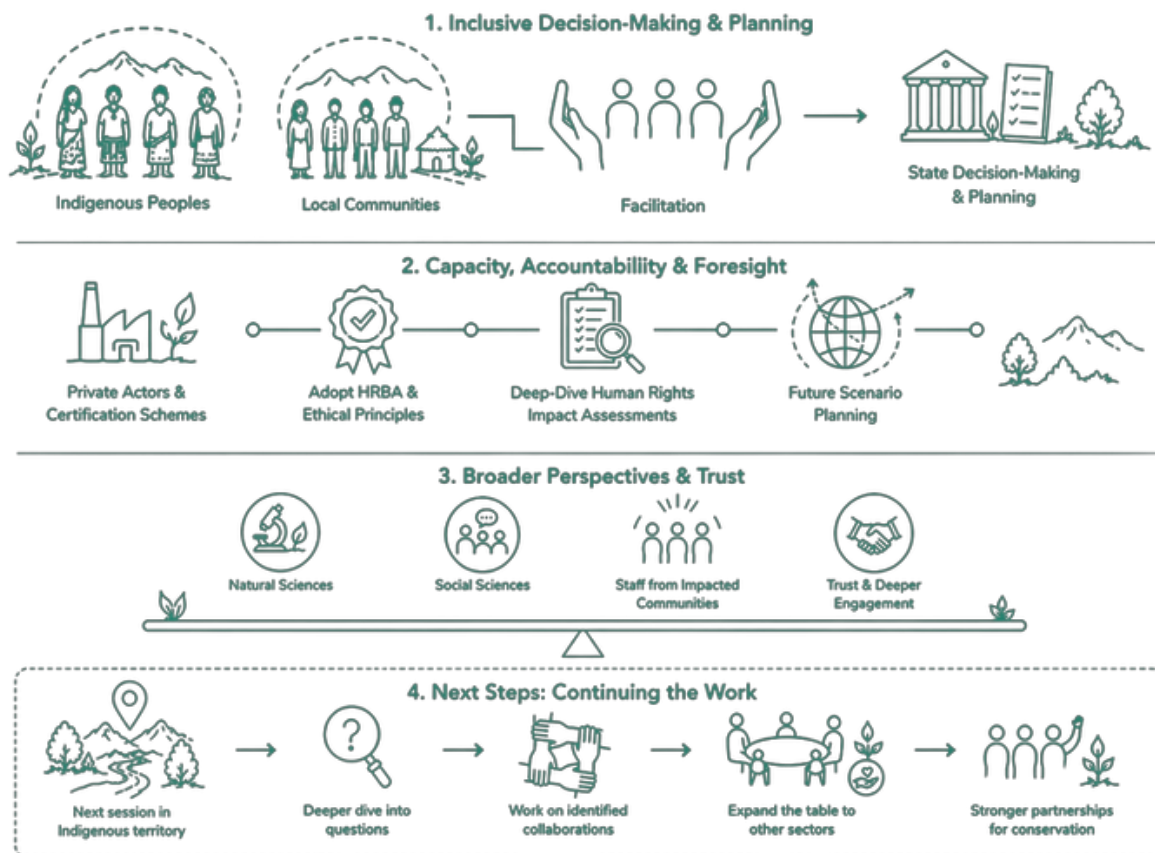 1. Inclusive Decision-Making & Planning
Indigenous Peoples
Local Communities
Facilitation
State Decision-Making
& Planning
2. Capacity, Accountability & Foresight
Private Actors &
Certification Schemes
Adopt HRBA &
Ethical Principles
Deep-Dive Human Rights
Impact Assessments
Future Scenario
Planning
3. Broader Perspectives & Trust
Natural Sciences
Social Sciences
Staff from Impacted
Communities
Trust & Deeper
Engagement
4. Next Steps: Continuing the Work
?
Next session in
Indigenous territory
Deeper dive into
questions
Work on identified
collaborations
Expand the table to
other sectors
Stronger partnerships
for conservation